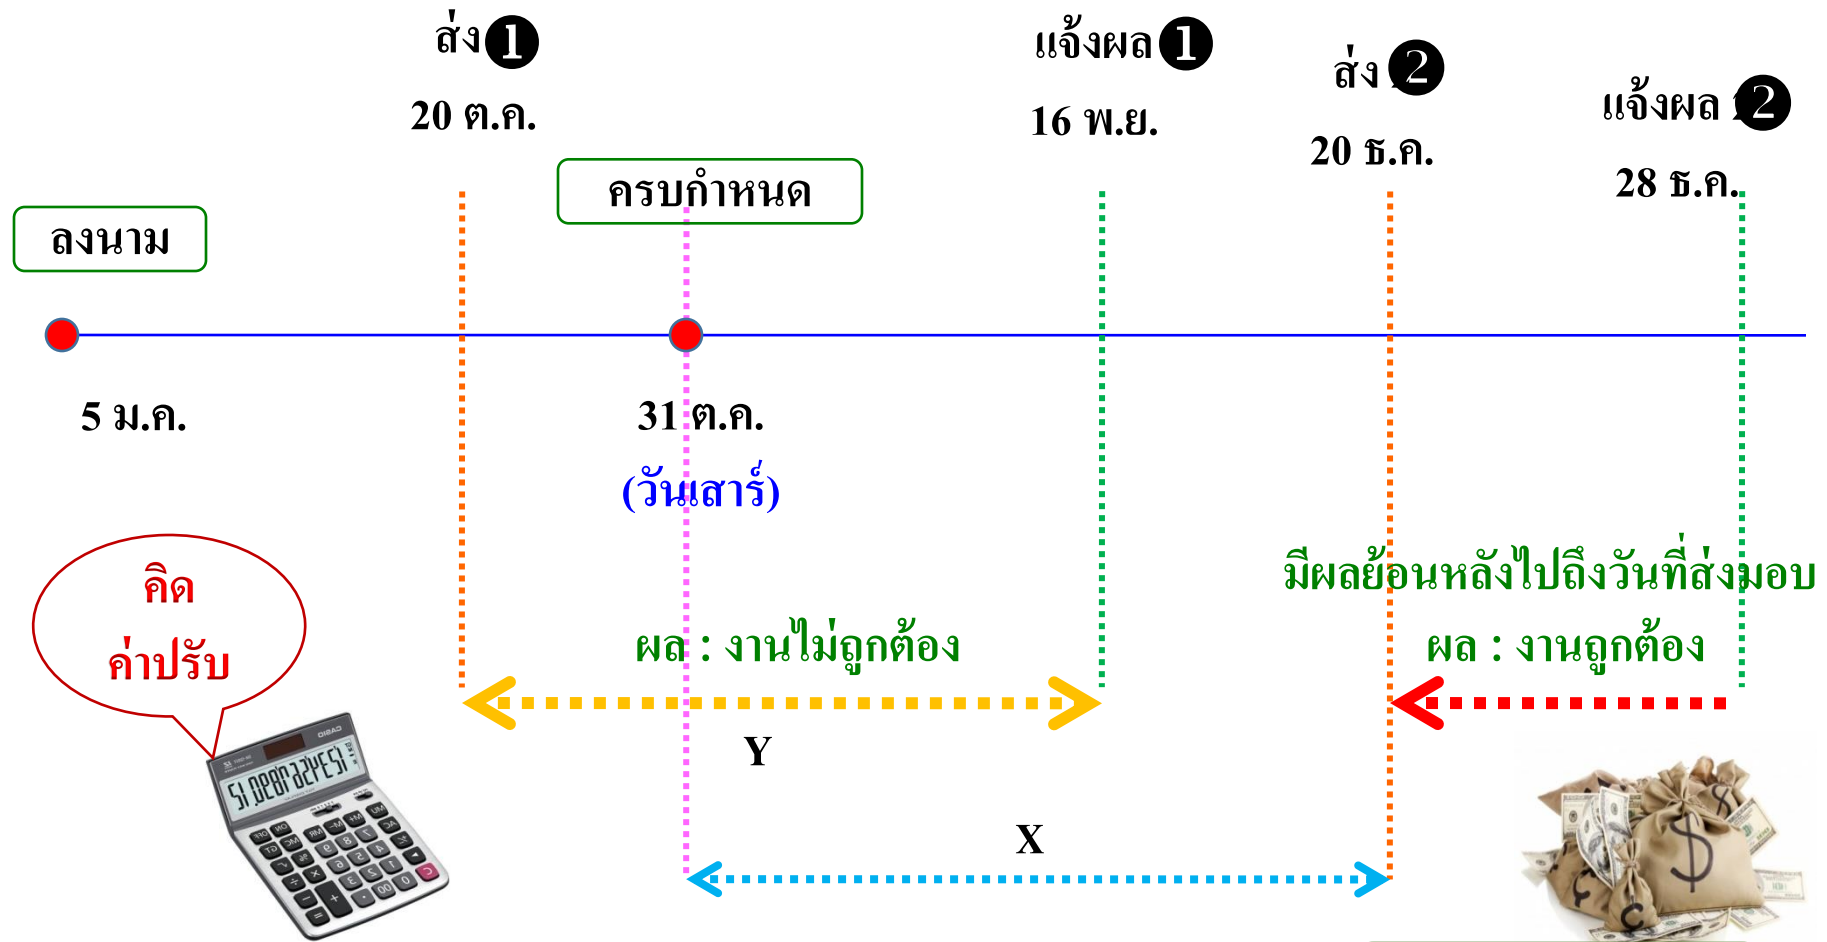 ส่ง 1
20 ต.ค.
แจ้งผล 1
16 พ.ย.
ส่ง 2
20 ธ.ค.
แจ้งผล 2
28 ธ.ค.
ลงนาม
ครบกำหนด
5 ม.ค.
31 ต.ค.
(วันเสาร์)
คิด
ค่าปรับ
ผล : งานไม่ถูกต้อง
มีผลย้อนหลังไปถึงวันที่ส่งมอบ
ผล : งานถูกต้อง
Y
X
CASIO